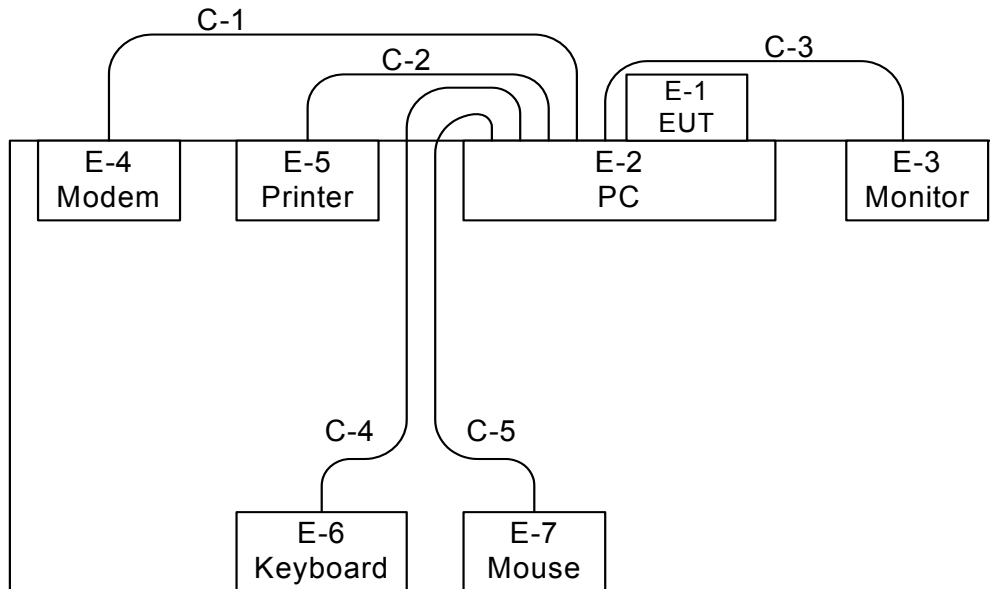 C-1
C-2
C-3
E-1
EUT
E-4
Modem
E-5
Printer
E-2
PC
E-3
Monitor
C-4
C-5
E-6
Keyboard
E-7
Mouse